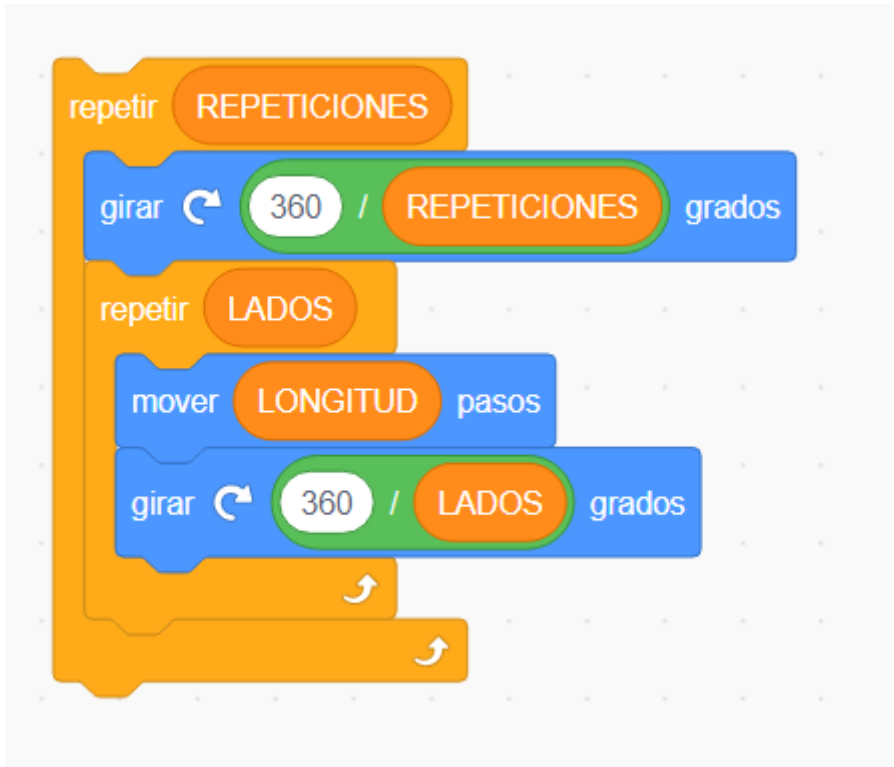 repetir REPETICIONES
girar 360 / REPETICIONES grados
repetir LADOS
mover LONGITUD pasos
girar 360 / LADOS grados